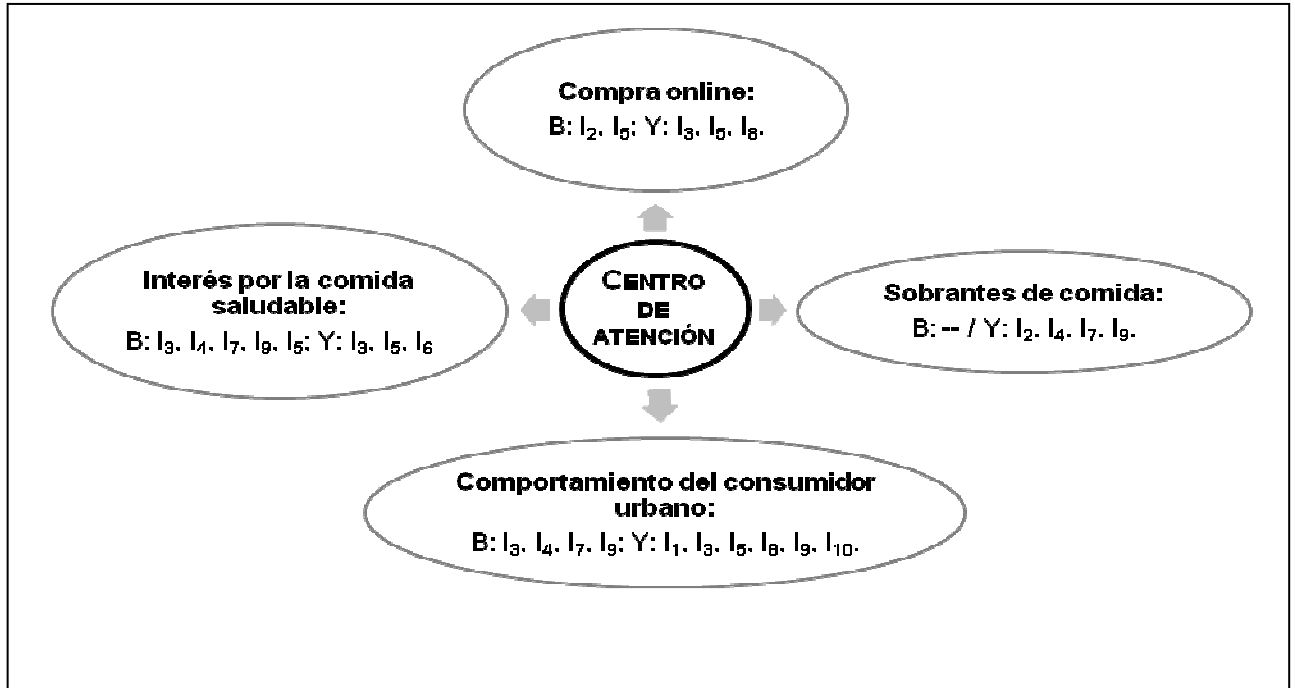 Compra online:
B: I₂. I₅; Y: I₃. I₅. I₈.
Interés por la comida
saludable:
B: I₃. I₄. I₇. I₉. I₅; Y: I₃. I₅. I₆
CENTRO
DE
ATENCIÓN
Sobrantes de comida:
B: -- / Y: I₂. I₄. I₇. I₉.
Comportamiento del consumidor
urbano:
B: I₃. I₄. I₇. I₉; Y: I₁. I₃. I₅. I₈. I₉. I₁₀.